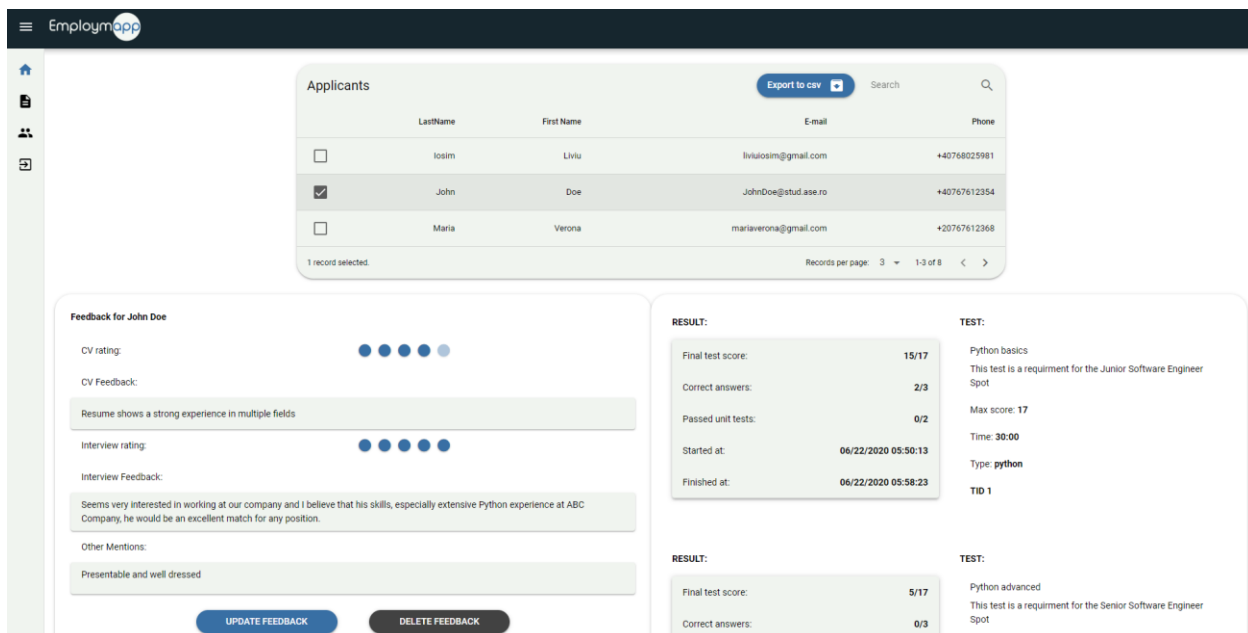 Employmapp
Applicants
Export to csv
Search
LastName First Name E-mail Phone
Iosim Liviu liviuiosim@gmail.com +40768025981
John Doe JohnDoe@stud.ase.ro +40767612354
Maria Verona mariaverona@gmail.com +20767612368
1 record selected.
Records per page: 3 1-3 of 8
Feedback for John Doe
CV rating:
CV Feedback:
Resume shows a strong experience in multiple fields
Interview rating:
Interview Feedback:
Seems very interested in working at our company and I believe that his skills, especially extensive Python experience at ABC
Company, he would be an excellent match for any position.
Other Mentions:
Presentable and well dressed
UPDATE FEEDBACK
DELETE FEEDBACK
RESULT:
Final test score: 15/17
Correct answers: 2/3
Passed unit tests: 0/2
Started at: 06/22/2020 05:50:13
Finished at: 06/22/2020 05:58:23
TEST:
Python basics
This test is a requirment for the Junior Software Engineer
Spot
Max score: 17
Time: 30:00
Type: python
TID 1
RESULT:
Final test score: 5/17
Correct answers: 0/3
TEST:
Python advanced
This test is a requirment for the Senior Software Engineer
Spot